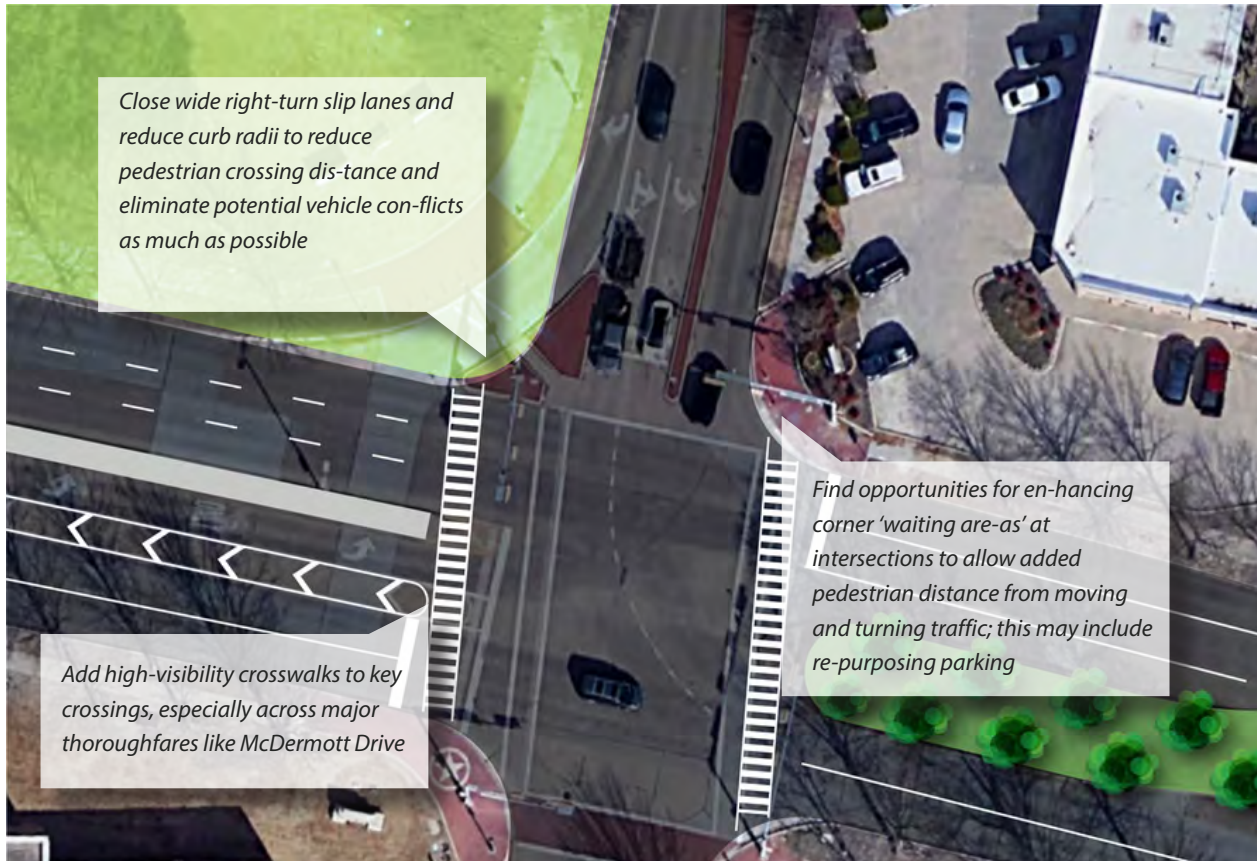 Close wide right-turn slip lanes and
reduce curb radii to reduce
pedestrian crossing dis-tance and
eliminate potential vehicle con-flicts
as much as possible
Find opportunities for en-hancing
corner ‘waiting are-as’ at
intersections to allow added
pedestrian distance from moving
and turning traffic; this may include
re-purposing parking
Add high-visibility crosswalks to key
crossings, especially across major
thoroughfares like McDermott Drive